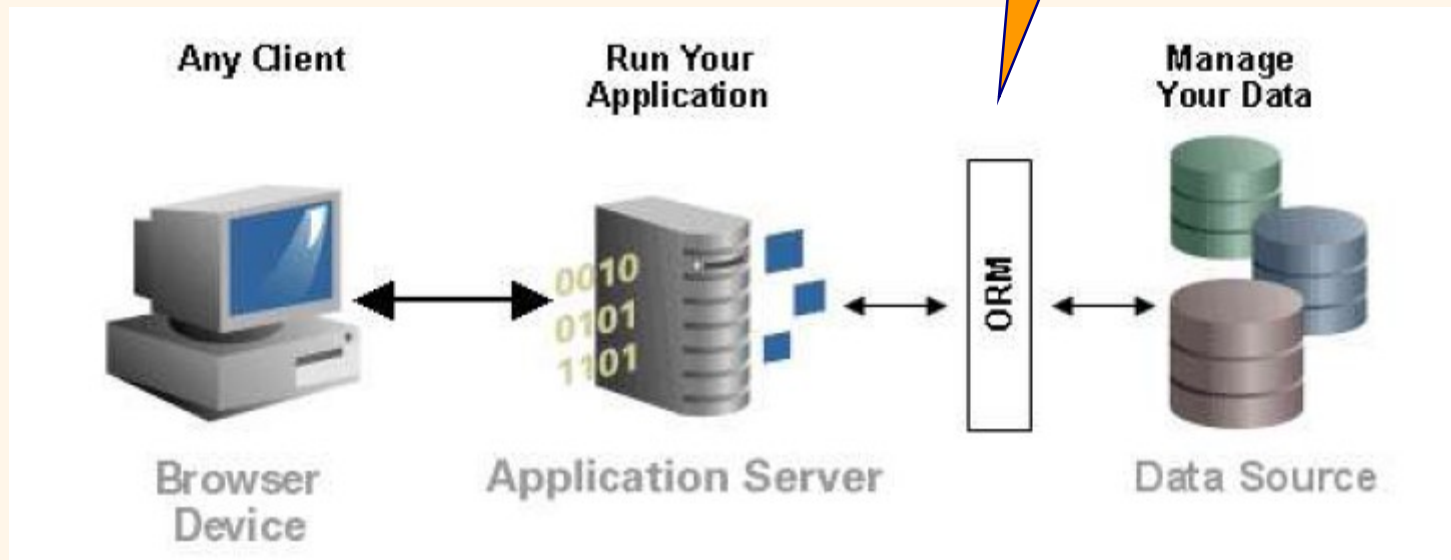 Any Client
Run Your
Application
Manage
Your Data
0010
0101
1101
ORM
Browser
Device
Application Server
Data Source